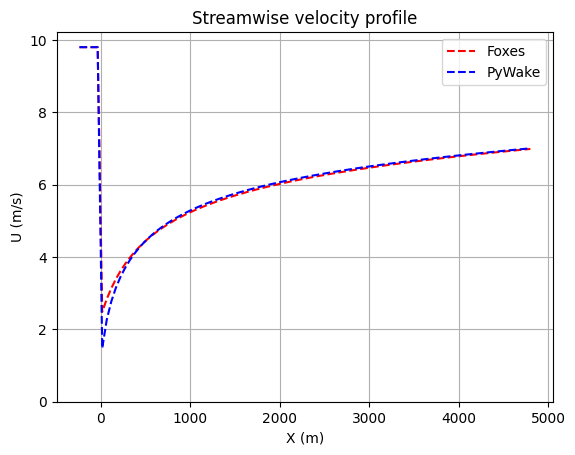 Streamwise velocity profile
Foxes
PyWake
U (m/s)
10
8
6
4
2
0
0 1000 2000 3000 4000 5000
X (m)